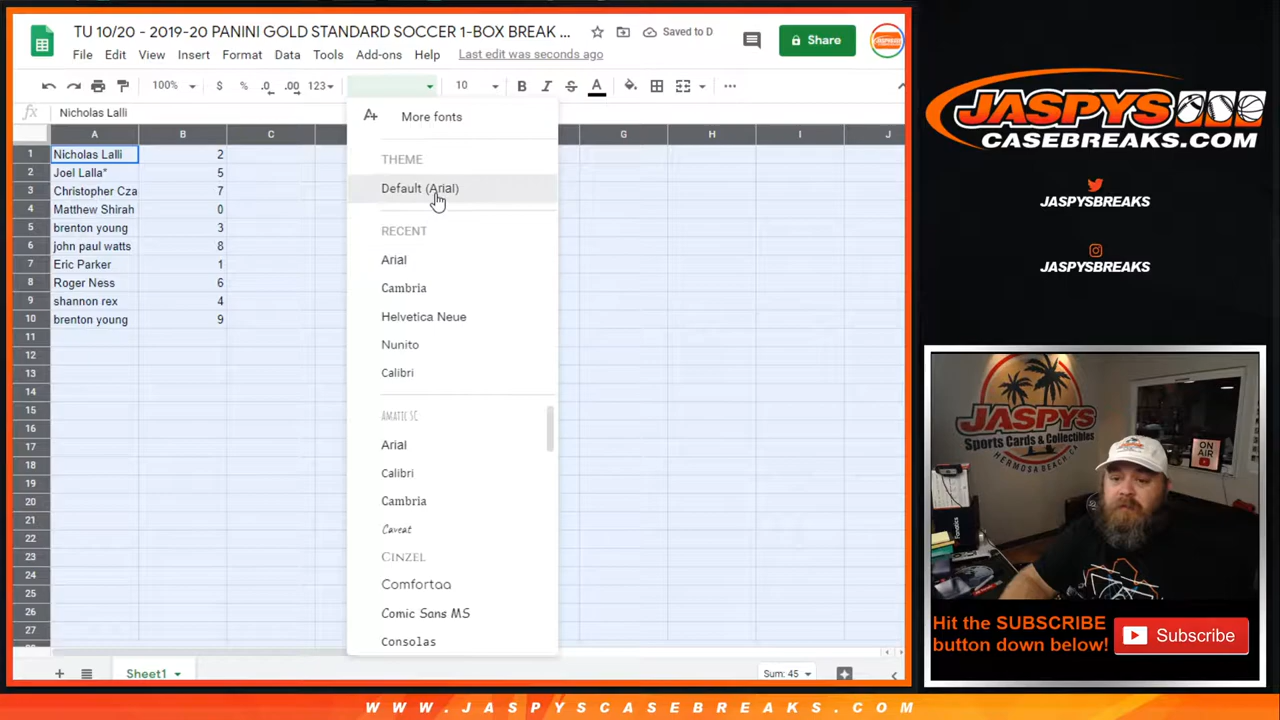 TU 10/20 - 2019-20 PANINI GOLD STANDARD SOCCER 1-BOX BREAK ...
Saved to D
File Edit View Insert Format Data Tools Add-ons Help Last edit was seconds ago
Share
100% $ % .0 .00 123 10 B I S A
fx Nicholas Lalli
A B C G H I J
1 Nicholas Lalli 2
2 Joel Lalla* 5
3 Christopher Cza 7
4 Matthew Shirah 0
5 brenton young 3
6 john paul watts 8
7 Eric Parker 1
8 Roger Ness 6
9 shannon rex 4
10 brenton young 9
11
12
13
14
15
16
17
18
19
20
21
22
23
24
25
26
27
More fonts
THEME
Default (Arial)
RECENT
Arial
Cambria
Helvetica Neue
Nunito
Calibri
AMATIC SC
Arial
Calibri
Cambria
Caveat
CINZEL
Comfortaa
Comic Sans MS
Consolas
Sheet1
Sum: 45
JASPYS
CASEBREAKS.COM
JASPYSBREAKS
JASPYSBREAKS
JASPYS
Sports Cards & Collectibles
HERMOSA BEACH, CA
ON
AIR
Fanatics
Hit the SUBSCRIBE
button down below!
Subscribe
WWW.JASPYSCASEBREAKS.COM